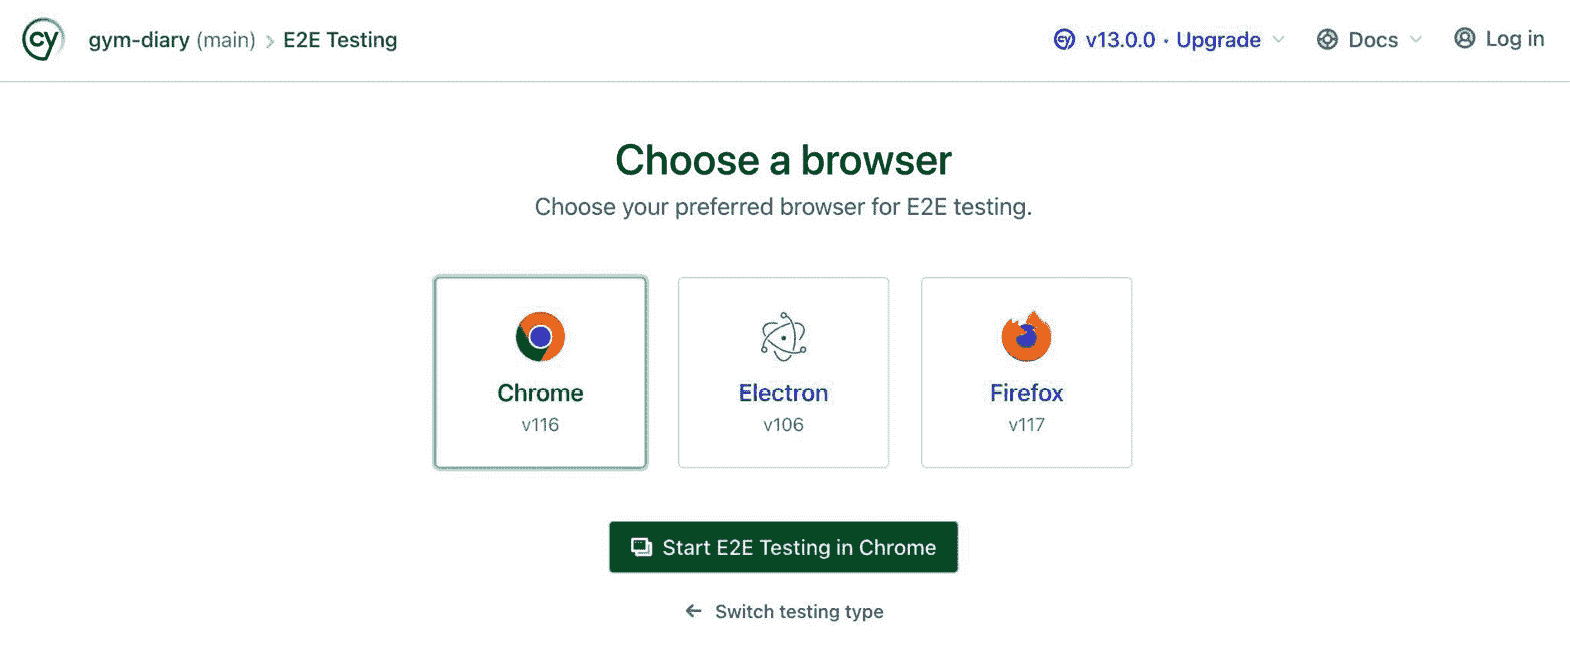 cy gym-diary (main) > E2E Testing
v13.0.0 · Upgrade
Docs
Log in
Choose a browser
Choose your preferred browser for E2E testing.
Chrome
v116
Electron
v106
Firefox
v117
Start E2E Testing in Chrome
← Switch testing type